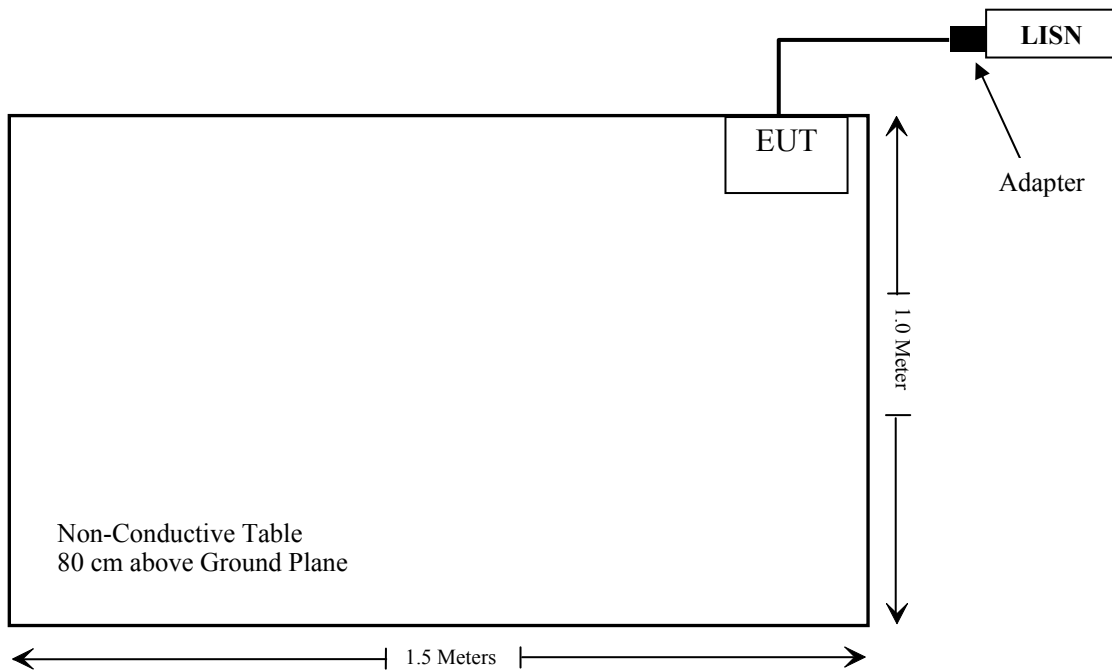 LISN
EUT
Adapter
1.0 Meter
Non-Conductive Table
80 cm above Ground Plane
1.5 Meters